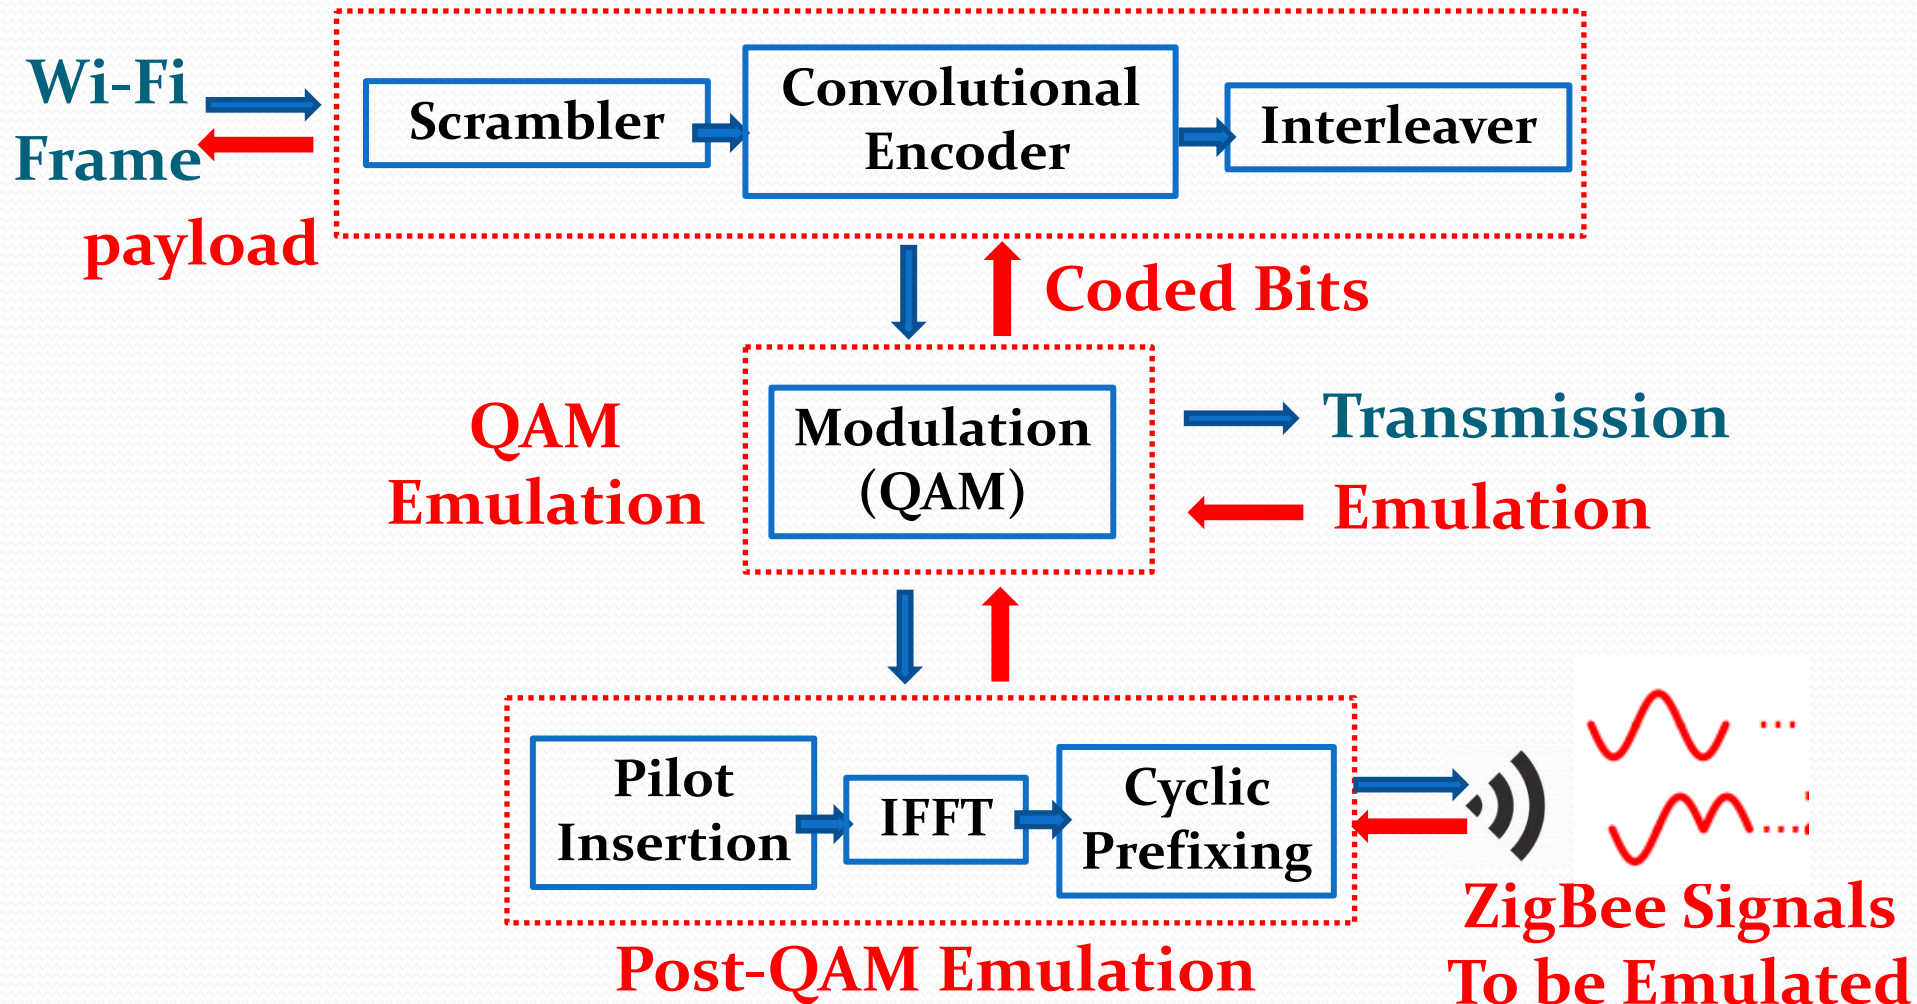 Wi-Fi
Frame
payload
Scrambler
Convolutional
Encoder
Interleaver
Coded Bits
QAM
Emulation
Modulation
(QAM)
Transmission
Emulation
Pilot
Insertion
IFFT
Cyclic
Prefixing
...
....
ZigBee Signals
To be Emulated
Post-QAM Emulation